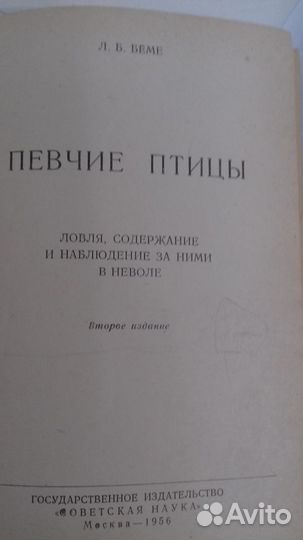 Л. Б. БЕМЕ
ПЕВЧИЕ ПТИЦЫ
ЛОВЛЯ, СОДЕРЖАНИЕ
И НАБЛЮДЕНИЕ ЗА НИМИ
В НЕВОЛЕ
Второе издание
ГОСУДАРСТВЕННОЕ ИЗДАТЕЛЬСТВО
«СОВЕТСКАЯ НАУКА»
Москва—1956
Avito